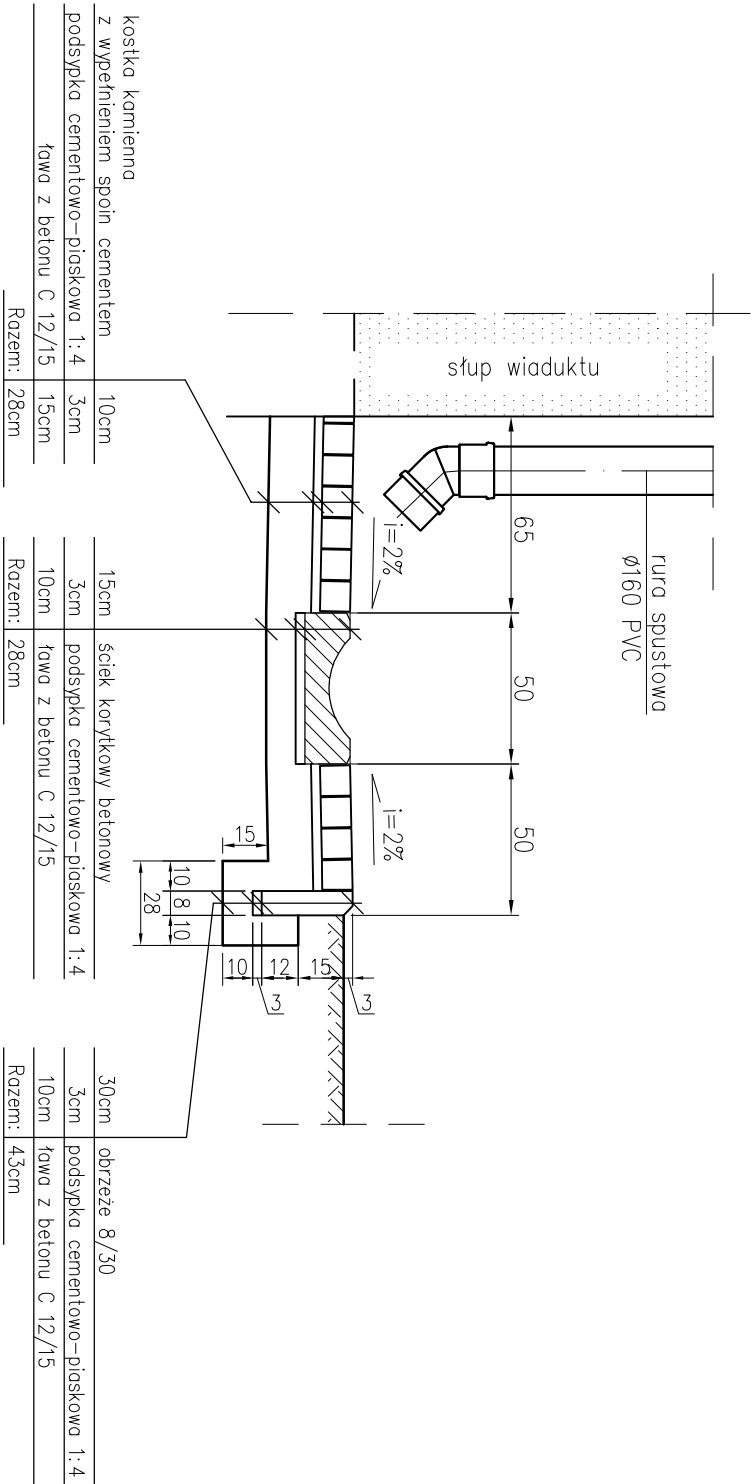 słup wiaduktu
rura spustowa
ø160 PVC
65
50
50
i=2%
i=2%
15
10
8
10
28
10
12
15
3
3
kostka kamienna
z wypełnieniem spoin cementem 10cm
podsypka cementowo-piaskowa 1:4 3cm
ława z betonu C 12/15 15cm
Razem: 28cm
15cm ściek korytkowy betonowy
3cm podsypka cementowo-piaskowa 1:4
10cm ława z betonu C 12/15
Razem: 28cm
30cm obrzeże 8/30
3cm podsypka cementowo-piaskowa 1:4
10cm ława z betonu C 12/15
Razem: 43cm